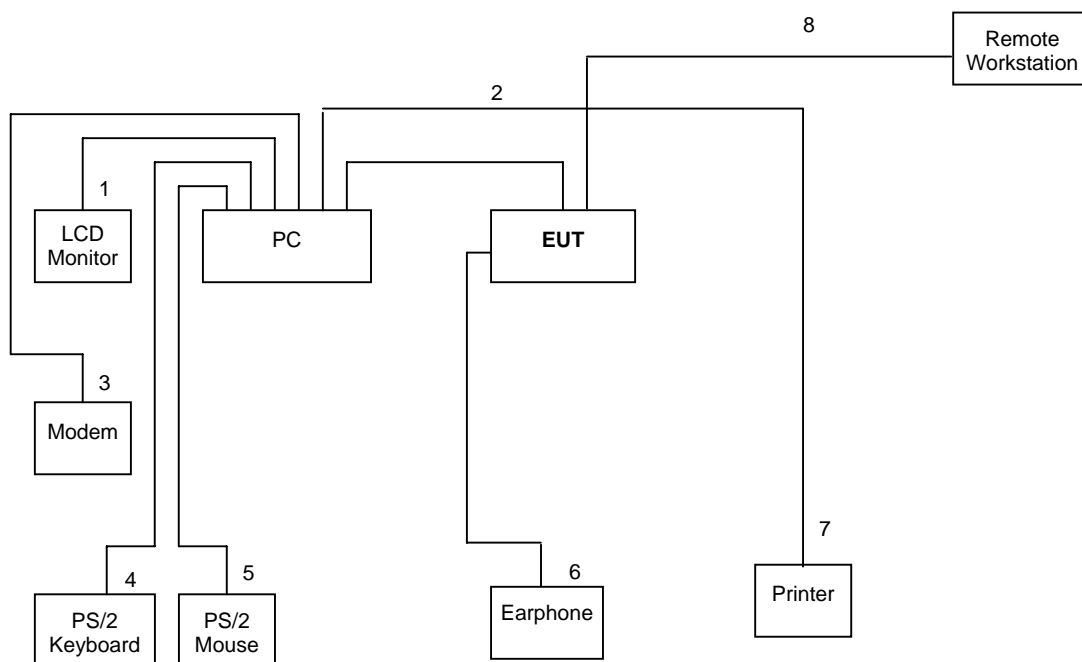 8
Remote
Workstation
2
1
LCD
Monitor
PC
EUT
3
Modem
7
4
5
6
PS/2
Keyboard
PS/2
Mouse
Earphone
Printer